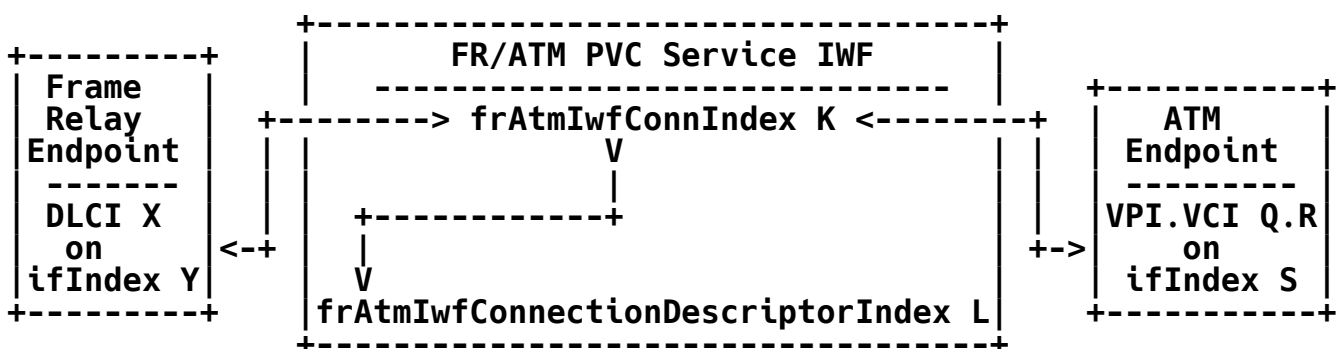 FR/ATM PVC Service IWF
Frame
Relay
Endpoint
-------
DLCI X
on
ifIndex Y
frAtmIwfConnIndex K
V
V
frAtmIwfConnectionDescriptorIndex L
ATM
Endpoint
---------
VPI.VCI Q.R
on
ifIndex S